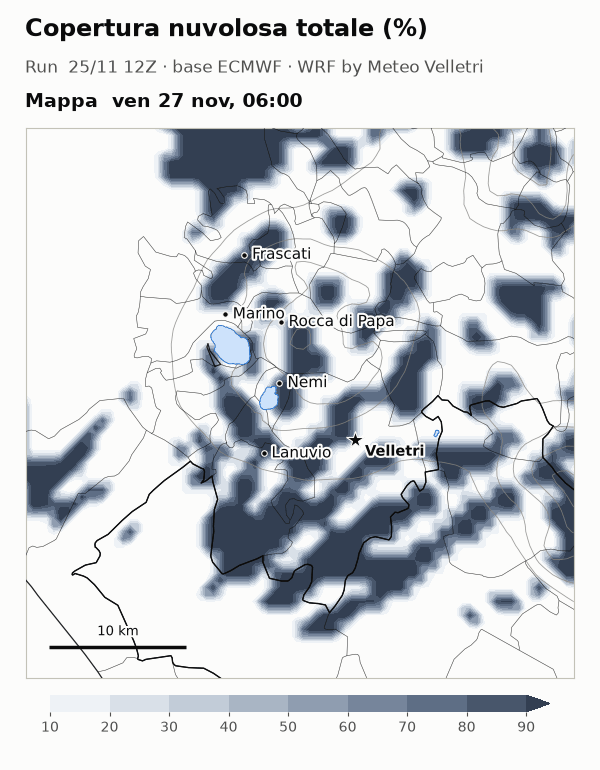 Copertura nuvolosa totale (%)
Run  25/11 12Z · base ECMWF · WRF by Meteo Velletri
Mappa  ven 27 nov, 06:00
Frascati
Marino
Rocca di Papa
Nemi
Velletri
Lanuvio
10 km
10 20 30 40 50 60 70 80 90